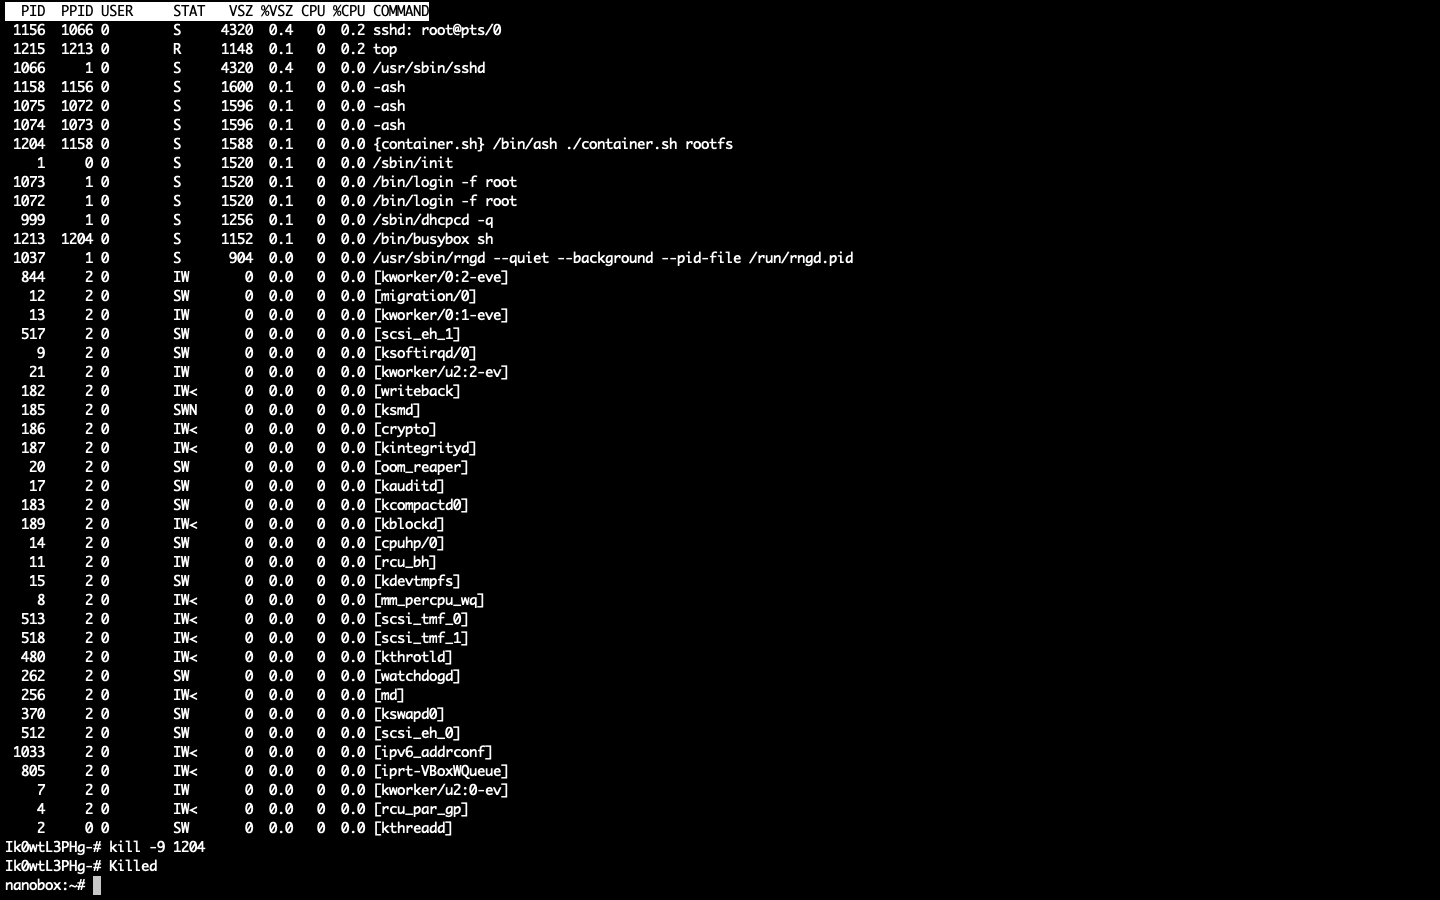 PID PPID USER STAT VSZ %VSZ CPU %CPU COMMAND
1156 1066 0 S 4320 0.4 0 0.2 sshd: root@pts/0
1215 1213 0 R 1148 0.1 0 0.2 top
1066 1 0 S 4320 0.4 0 0.0 /usr/sbin/sshd
1158 1156 0 S 1600 0.1 0 0.0 -ash
1075 1072 0 S 1596 0.1 0 0.0 -ash
1074 1073 0 S 1596 0.1 0 0.0 -ash
1204 1158 0 S 1588 0.1 0 0.0 {container.sh} /bin/ash ./container.sh rootfs
1 0 0 S 1520 0.1 0 0.0 /sbin/init
1073 1 0 S 1520 0.1 0 0.0 /bin/login -f root
1072 1 0 S 1520 0.1 0 0.0 /bin/login -f root
999 1 0 S 1256 0.1 0 0.0 /sbin/dhcpcd -q
1213 1204 0 S 1152 0.1 0 0.0 /bin/busybox sh
1037 1 0 S 904 0.0 0 0.0 /usr/sbin/rngd --quiet --background --pid-file /run/rngd.pid
844 2 0 IW 0 0.0 0 0.0 [kworker/0:2-eve]
12 2 0 SW 0 0.0 0 0.0 [migration/0]
13 2 0 IW 0 0.0 0 0.0 [kworker/0:1-eve]
517 2 0 SW 0 0.0 0 0.0 [scsi_eh_1]
9 2 0 SW 0 0.0 0 0.0 [ksoftirqd/0]
21 2 0 IW 0 0.0 0 0.0 [kworker/u2:2-ev]
182 2 0 IW< 0 0.0 0 0.0 [writeback]
185 2 0 SWN 0 0.0 0 0.0 [ksmd]
186 2 0 IW< 0 0.0 0 0.0 [crypto]
187 2 0 IW< 0 0.0 0 0.0 [kintegrityd]
20 2 0 SW 0 0.0 0 0.0 [oom_reaper]
17 2 0 SW 0 0.0 0 0.0 [kauditd]
183 2 0 SW 0 0.0 0 0.0 [kcompactd0]
189 2 0 IW< 0 0.0 0 0.0 [kblockd]
14 2 0 SW 0 0.0 0 0.0 [cpuhp/0]
11 2 0 IW 0 0.0 0 0.0 [rcu_bh]
15 2 0 SW 0 0.0 0 0.0 [kdevtmpfs]
8 2 0 IW< 0 0.0 0 0.0 [mm_percpu_wq]
513 2 0 IW< 0 0.0 0 0.0 [scsi_tmf_0]
518 2 0 IW< 0 0.0 0 0.0 [scsi_tmf_1]
480 2 0 IW< 0 0.0 0 0.0 [kthrotld]
262 2 0 SW 0 0.0 0 0.0 [watchdogd]
256 2 0 IW< 0 0.0 0 0.0 [md]
370 2 0 SW 0 0.0 0 0.0 [kswapd0]
512 2 0 SW 0 0.0 0 0.0 [scsi_eh_0]
1033 2 0 IW< 0 0.0 0 0.0 [ipv6_addrconf]
805 2 0 IW< 0 0.0 0 0.0 [iprt-VBoxWQueue]
7 2 0 IW 0 0.0 0 0.0 [kworker/u2:0-ev]
4 2 0 IW< 0 0.0 0 0.0 [rcu_par_gp]
2 0 0 SW 0 0.0 0 0.0 [kthreadd]
Ik0wtL3PHg-# kill -9 1204
Ik0wtL3PHg-# Killed
nanobox:~#